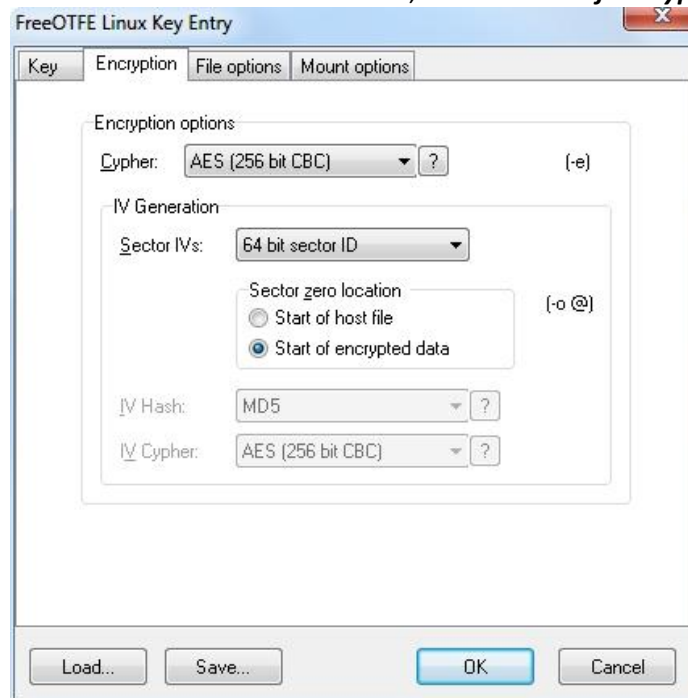 FreeOTFE Linux Key Entry
Key Encryption File options Mount options
Encryption options
Cypher: AES (256 bit CBC) ? (-e)
IV Generation
Sector IVs: 64 bit sector ID
Sector zero location
Start of host file
(-o @)
Start of encrypted data
IV Hash: MD5 ?
IV Cypher: AES (256 bit CBC) ?
Load... Save... OK Cancel